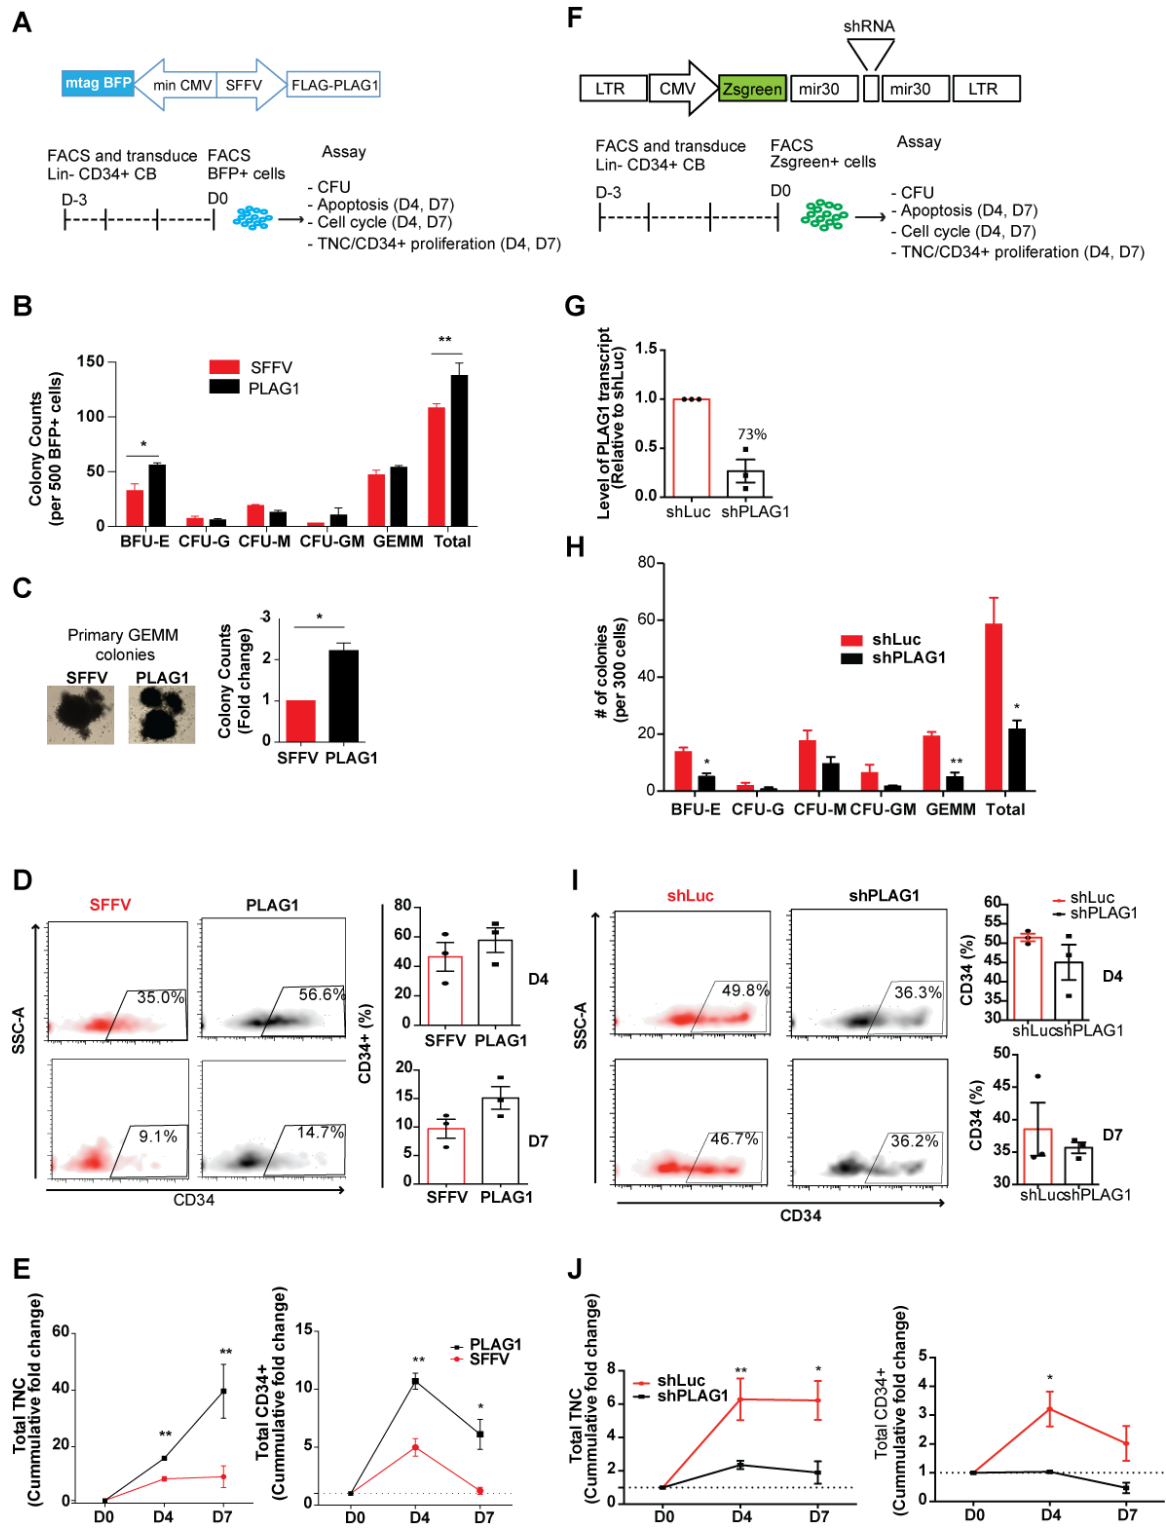 A
mtag BFP
min CMV
SFFV
FLAG-PLAG1
FACS and transduce
Lin- CD34+ CB
FACS
BFP+ cells
Assay
D-3
D0
- CFU
- Apoptosis (D4, D7)
- Cell cycle (D4, D7)
- TNC/CD34+ proliferation (D4, D7)
F
shRNA
LTR
CMV
Zsgreen
mir30
mir30
LTR
FACS and transduce
Lin- CD34+ CB
FACS
Zsgreen+ cells
Assay
D-3
D0
- CFU
- Apoptosis (D4, D7)
- Cell cycle (D4, D7)
- TNC/CD34+ proliferation (D4, D7)
B
Colony Counts
(per 500 BFP+ cells)
150
100
50
0
SFFV
PLAG1
*
**
BFU-E
CFU-G
CFU-M
CFU-GM
GEMM
Total
G
Level of PLAG1 transcript
(Relative to shLuc)
1.5
1.0
0.5
0.0
73%
shLuc
shPLAG1
C
Primary GEMM
colonies
SFFV
PLAG1
Colony Counts
(Fold change)
3
2
1
0
*
SFFV
PLAG1
H
# of colonies
(per 300 cells)
80
60
40
20
0
shLuc
shPLAG1
*
**
*
BFU-E
CFU-G
CFU-M
CFU-GM
GEMM
Total
D
SFFV
PLAG1
SSC-A
35.0%
56.6%
9.1%
14.7%
CD34
CD34+ (%)
80
60
40
20
0
SFFV
PLAG1
D4
20
15
10
5
0
SFFV
PLAG1
D7
I
shLuc
shPLAG1
SSC-A
49.8%
36.3%
46.7%
36.2%
CD34
shLuc
shPLAG1
CD34 (%)
60
55
50
45
40
35
30
shLucshPLAG1
D4
CD34 (%)
50
45
40
35
30
shLucshPLAG1
D7
E
Total TNC
(Cummulative fold change)
60
40
20
0
**
**
D0
D4
D7
Total CD34+
(Cummulative fold change)
15
10
5
0
**
*
PLAG1
SFFV
D0
D4
D7
J
Total TNC
(Cummulative fold change)
8
6
4
2
0
shLuc
shPLAG1
**
*
D0
D4
D7
Total CD34+
(Cummulative fold change)
5
4
3
2
1
0
*
D0
D4
D7